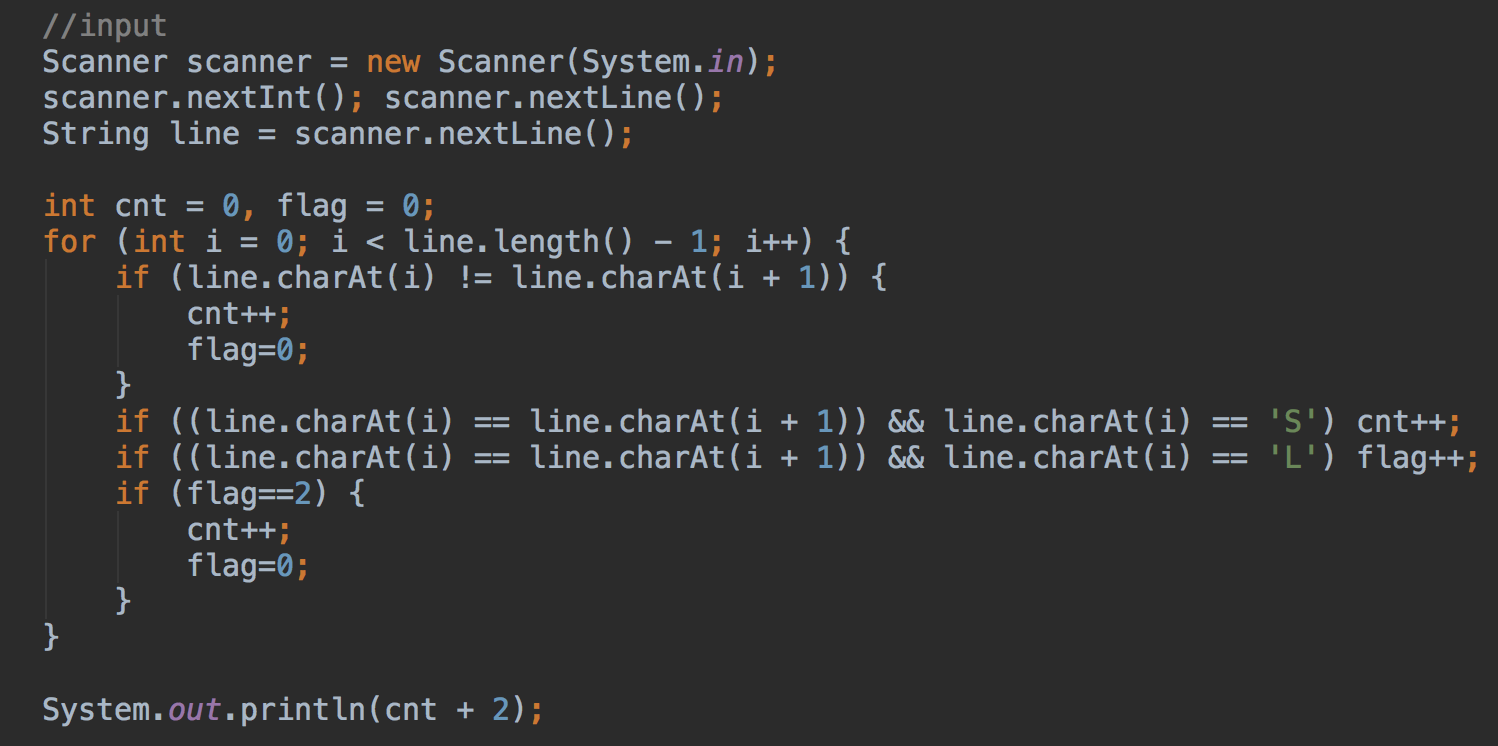 //input
Scanner scanner = new Scanner(System.in);
scanner.nextInt(); scanner.nextLine();
String line = scanner.nextLine();

int cnt = 0, flag = 0;
for (int i = 0; i < line.length() - 1; i++) {
    if (line.charAt(i) != line.charAt(i + 1)) {
        cnt++;
        flag=0;
    }
    if ((line.charAt(i) == line.charAt(i + 1)) && line.charAt(i) == 'S') cnt++;
    if ((line.charAt(i) == line.charAt(i + 1)) && line.charAt(i) == 'L') flag++;
    if (flag==2) {
        cnt++;
        flag=0;
    }
}

System.out.println(cnt + 2);